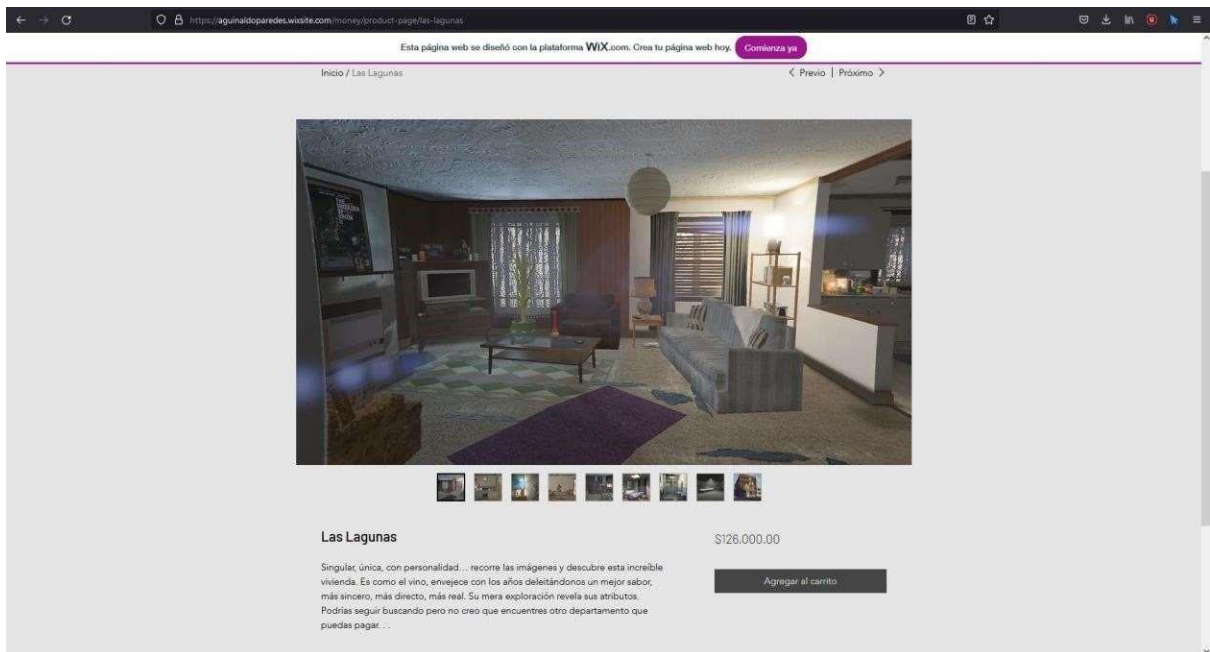 https://aguinaldoparedes.wixsite.com/money/product-page/las-lagunas
Esta página web se diseñó con la plataforma WiX.com. Crea tu página web hoy. Comienza ya
Inicio / Las Lagunas
< Previo | Próximo >
Las Lagunas
$126.000.00
Singular, única, con personalidad... recorre las imágenes y descubre esta increíble
vivienda. Es como el vino, envejece con los años deleitándonos un mejor sabor,
más sincero, más directo, más real. Su mera exploración revela sus atributos.
Podrías seguir buscando pero no creo que encuentres otro departamento que
puedas pagar. . .
Agregar al carrito